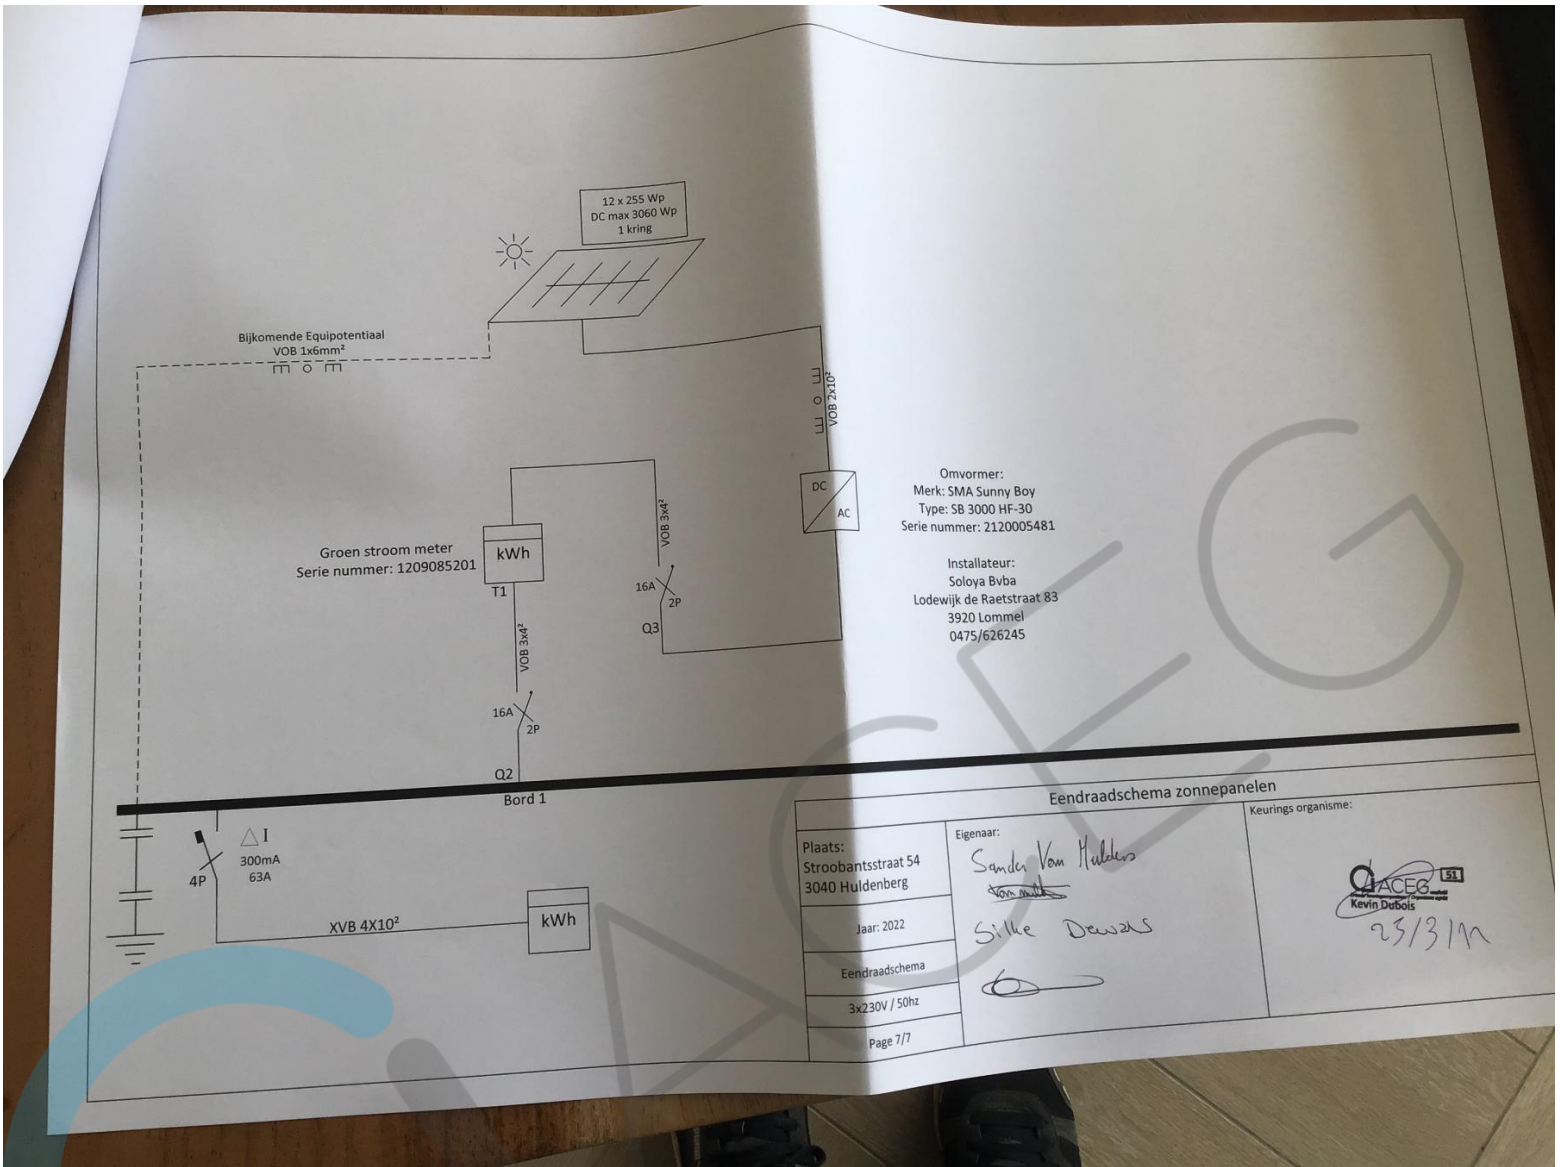 12 x 255 Wp
DC max 3060 Wp
1 kring
Bijkomende Equipotentiaal
VOB 1x6mm²
VOB 2x10²
DC
AC
Omvormer:
Merk: SMA Sunny Boy
Type: SB 3000 HF-30
Serie nummer: 2120005481
Installateur:
Soloya Bvba
Lodewijk de Raetstraat 83
3920 Lommel
0475/626245
Groen stroom meter
Serie nummer: 1209085201
kWh
T1
VOB 3x4²
16A
2P
Q3
VOB 3x4²
16A
2P
Q2
Bord 1
△I
300mA
63A
4P
XVB 4X10²
kWh
Eendraadschema zonnepanelen
Plaats:
Stroobantsstraat 54
3040 Huldenberg
Jaar: 2022
Eendraadschema
3x230V / 50hz
Page 7/7
Eigenaar:
Sander Van Mulders
Silke Dewals
Keurings organisme:
ACEG
51
Kevin Dubois
23/3/22
ACEG